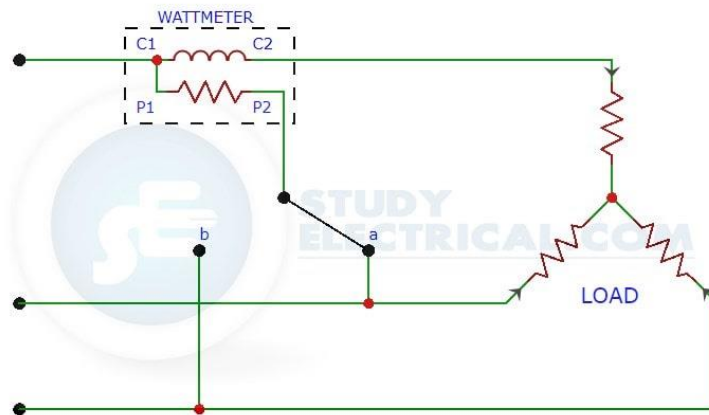 WATTMETER
C1 C2
P1 P2
b a
STUDY
ELECTRICAL.COM
LOAD